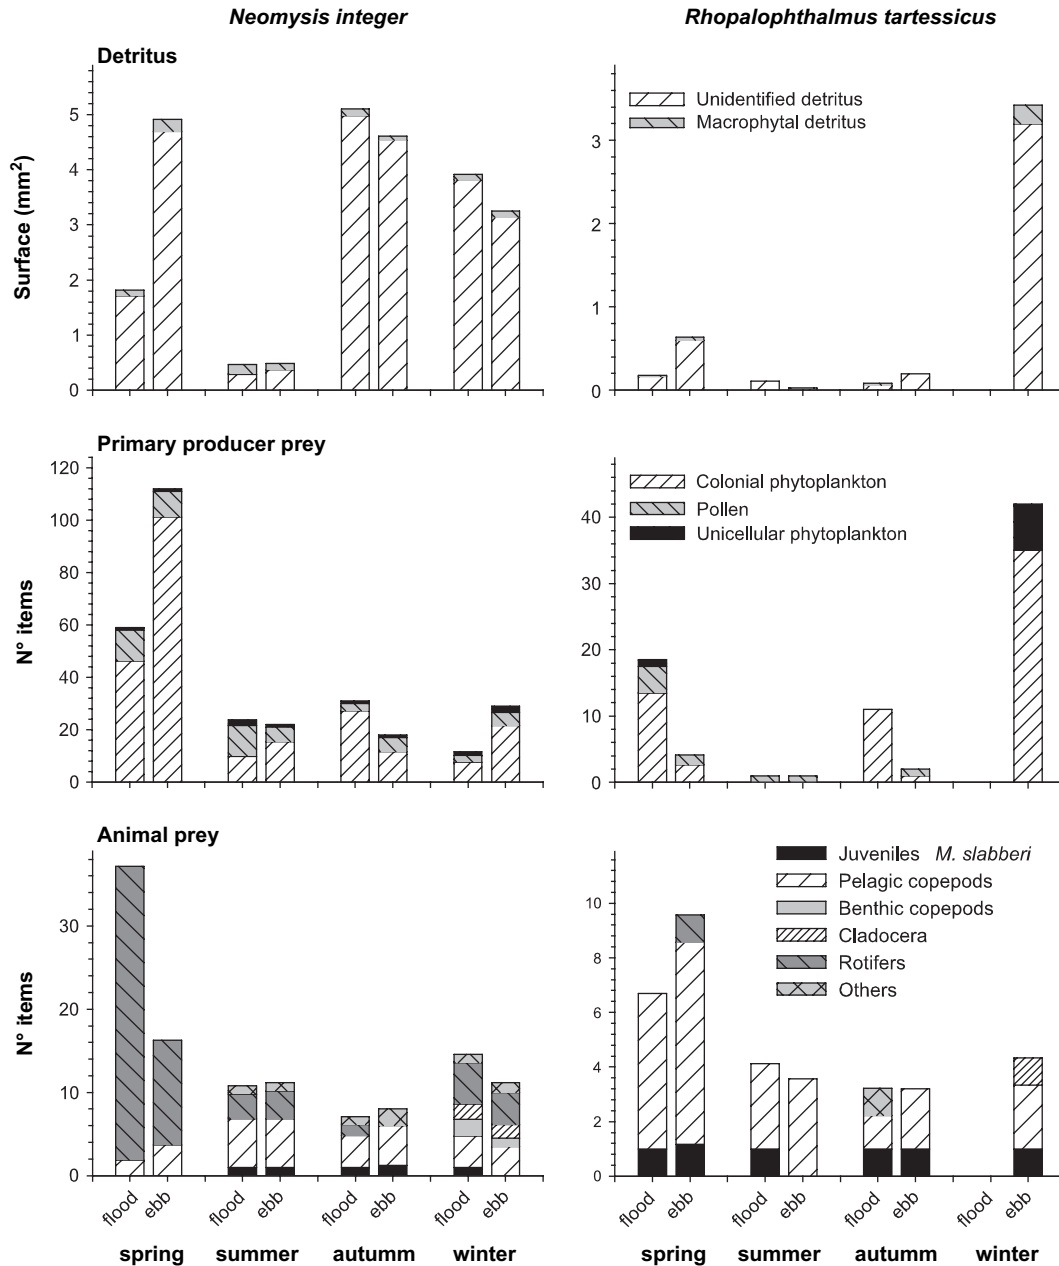 Neomysis integer
Rhopalophthalmus tartessicus
Detritus
Surface (mm²)
5
4
3
2
1
0
Unidentified detritus
Macrophytal detritus
3
2
1
0
Primary producer prey
N° items
120
100
80
60
40
20
0
Colonial phytoplankton
Pollen
Unicellular phytoplankton
40
30
20
10
0
Animal prey
N° items
30
20
10
0
Juveniles M. slabberi
Pelagic copepods
Benthic copepods
Cladocera
Rotifers
Others
10
8
6
4
2
0
flood ebb flood ebb flood ebb flood ebb
spring summer autumm winter
flood ebb flood ebb flood ebb flood ebb
spring summer autumm winter